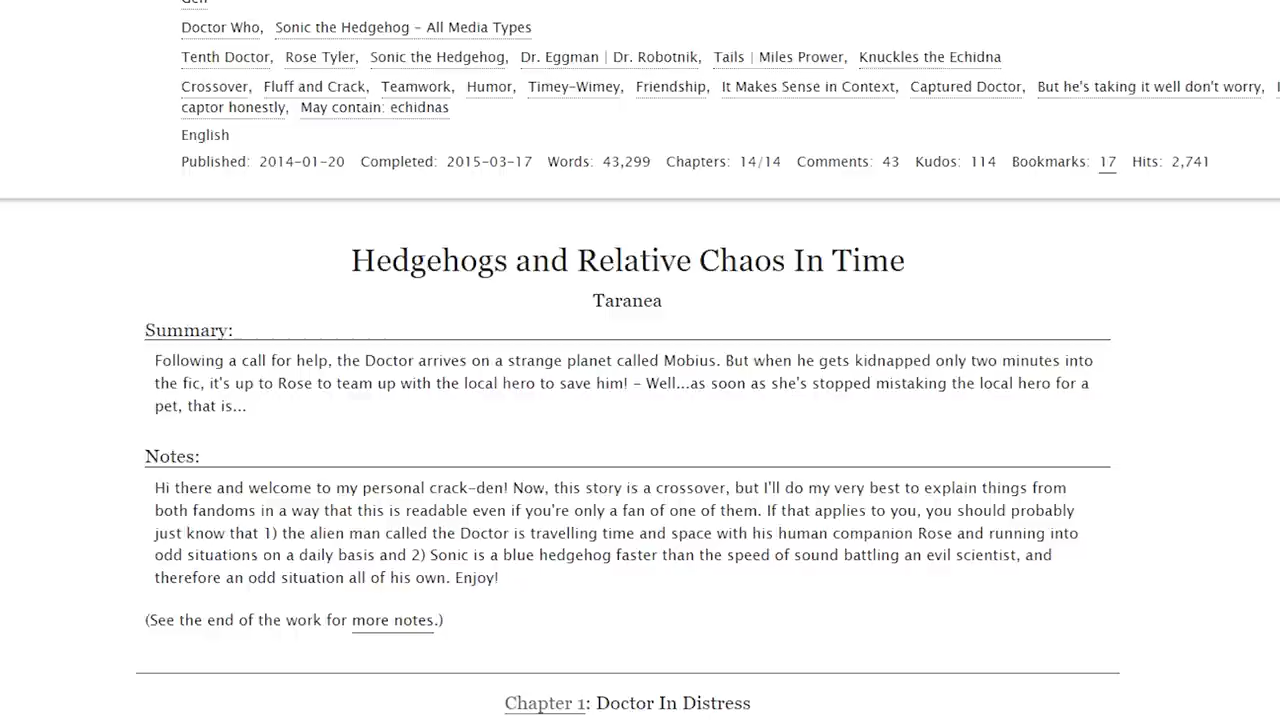 Gen
Doctor Who, Sonic the Hedgehog - All Media Types
Tenth Doctor, Rose Tyler, Sonic the Hedgehog, Dr. Eggman | Dr. Robotnik, Tails | Miles Prower, Knuckles the Echidna
Crossover, Fluff and Crack, Teamwork, Humor, Timey-Wimey, Friendship, It Makes Sense in Context, Captured Doctor, But he's taking it well don't worry,
captor honestly, May contain: echidnas
English
Published: 2014-01-20 Completed: 2015-03-17 Words: 43,299 Chapters: 14/14 Comments: 43 Kudos: 114 Bookmarks: 17 Hits: 2,741
Hedgehogs and Relative Chaos In Time
Taranea
Summary:
Following a call for help, the Doctor arrives on a strange planet called Mobius. But when he gets kidnapped only two minutes into
the fic, it's up to Rose to team up with the local hero to save him! - Well...as soon as she's stopped mistaking the local hero for a
pet, that is...
Notes:
Hi there and welcome to my personal crack-den! Now, this story is a crossover, but I'll do my very best to explain things from
both fandoms in a way that this is readable even if you're only a fan of one of them. If that applies to you, you should probably
just know that 1) the alien man called the Doctor is travelling time and space with his human companion Rose and running into
odd situations on a daily basis and 2) Sonic is a blue hedgehog faster than the speed of sound battling an evil scientist, and
therefore an odd situation all of his own. Enjoy!
(See the end of the work for more notes.)
Chapter 1: Doctor In Distress